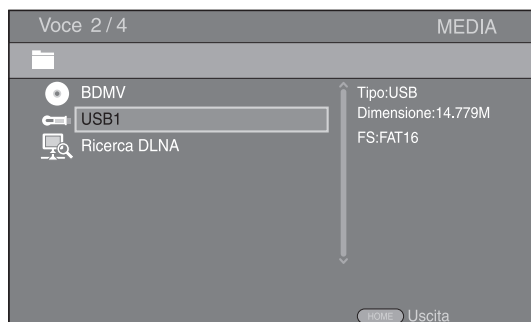 Voce 2/4 MEDIA
BDMV
USB1
Ricerca DLNA
Tipo:USB
Dimensione:14.779M
FS:FAT16
HOME Uscita